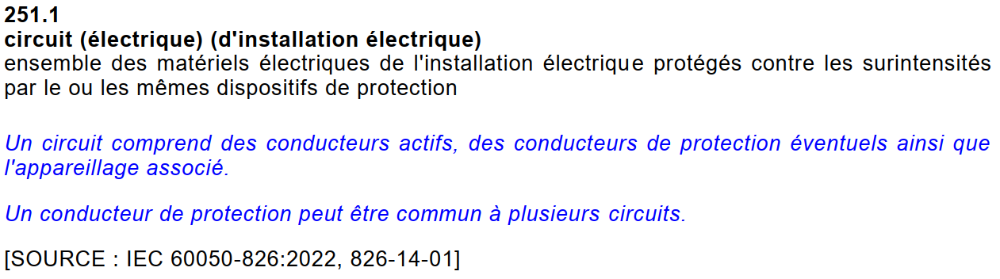 251.1
circuit (électrique) (d'installation électrique)
ensemble des matériels électriques de l'installation électrique protégés contre les surintensités
par le ou les mêmes dispositifs de protection
Un circuit comprend des conducteurs actifs, des conducteurs de protection éventuels ainsi que
l'appareillage associé.
Un conducteur de protection peut être commun à plusieurs circuits.
[SOURCE : IEC 60050-826:2022, 826-14-01]